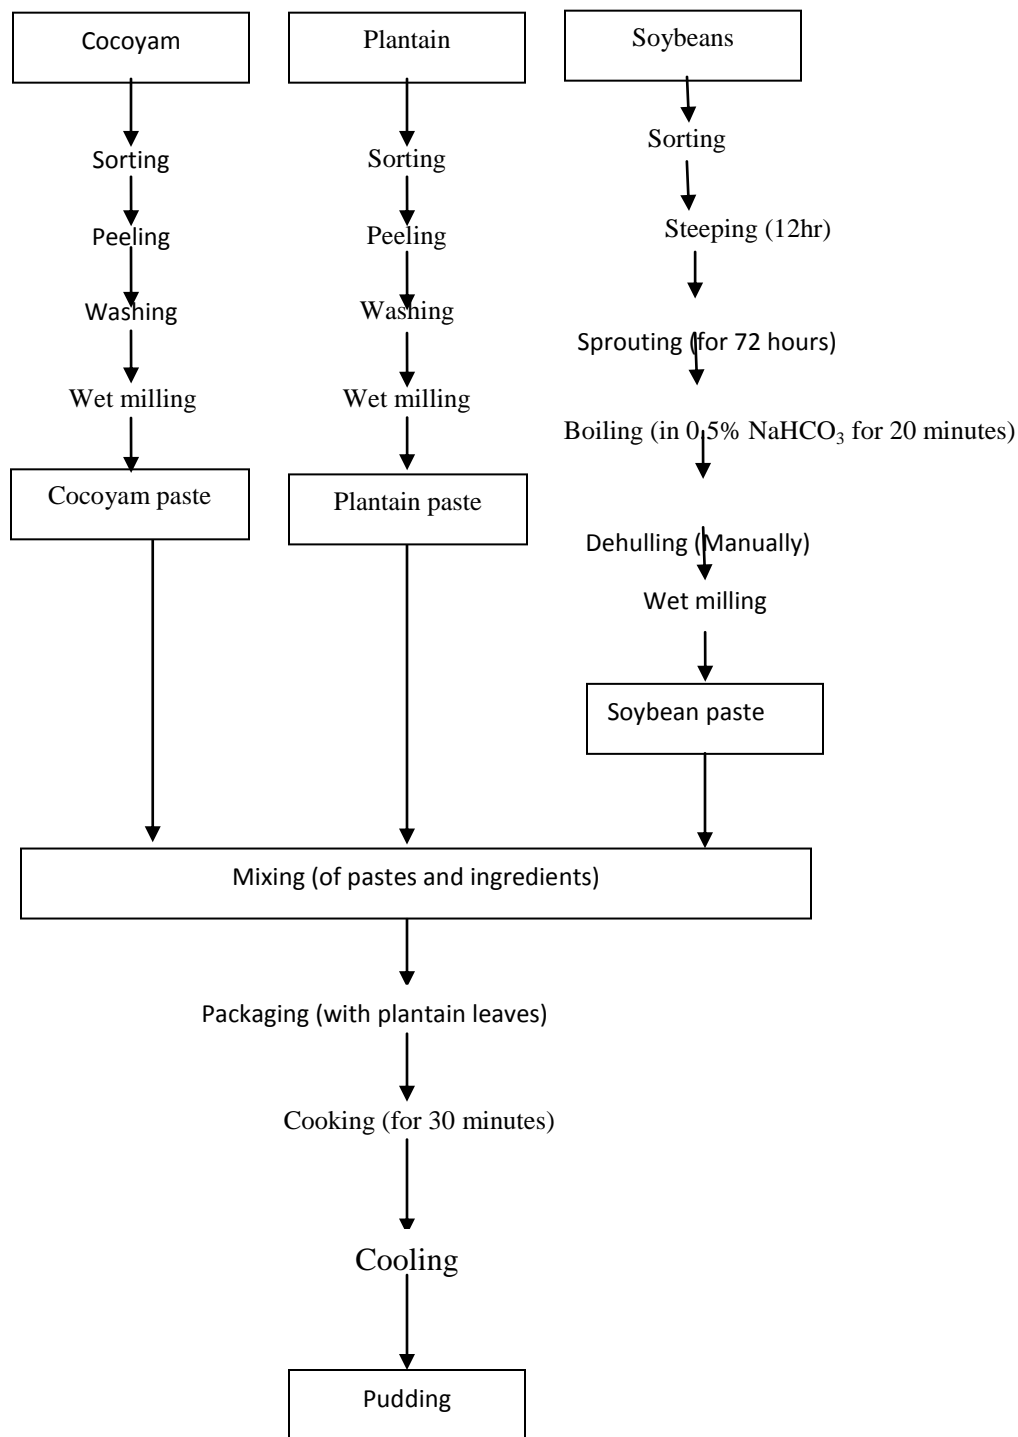 Cocoyam
Sorting
Peeling
Washing
Wet milling
Cocoyam paste
Plantain
Sorting
Peeling
Washing
Wet milling
Plantain paste
Soybeans
Sorting
Steeping (12hr)
Sprouting (for 72 hours)
Boiling (in 0.5% NaHCO₃ for 20 minutes)
Dehulling (Manually)
Wet milling
Soybean paste
Mixing (of pastes and ingredients)
Packaging (with plantain leaves)
Cooking (for 30 minutes)
Cooling
Pudding